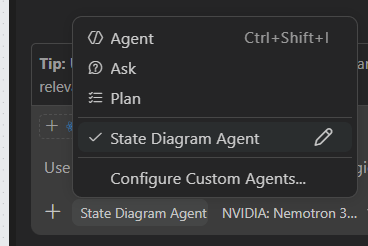 Agent Ctrl+Shift+I
Ask
Tip:
releva
Plan
State Diagram Agent
Use
Configure Custom Agents...
State Diagram Agent NVIDIA: Nemotron 3...